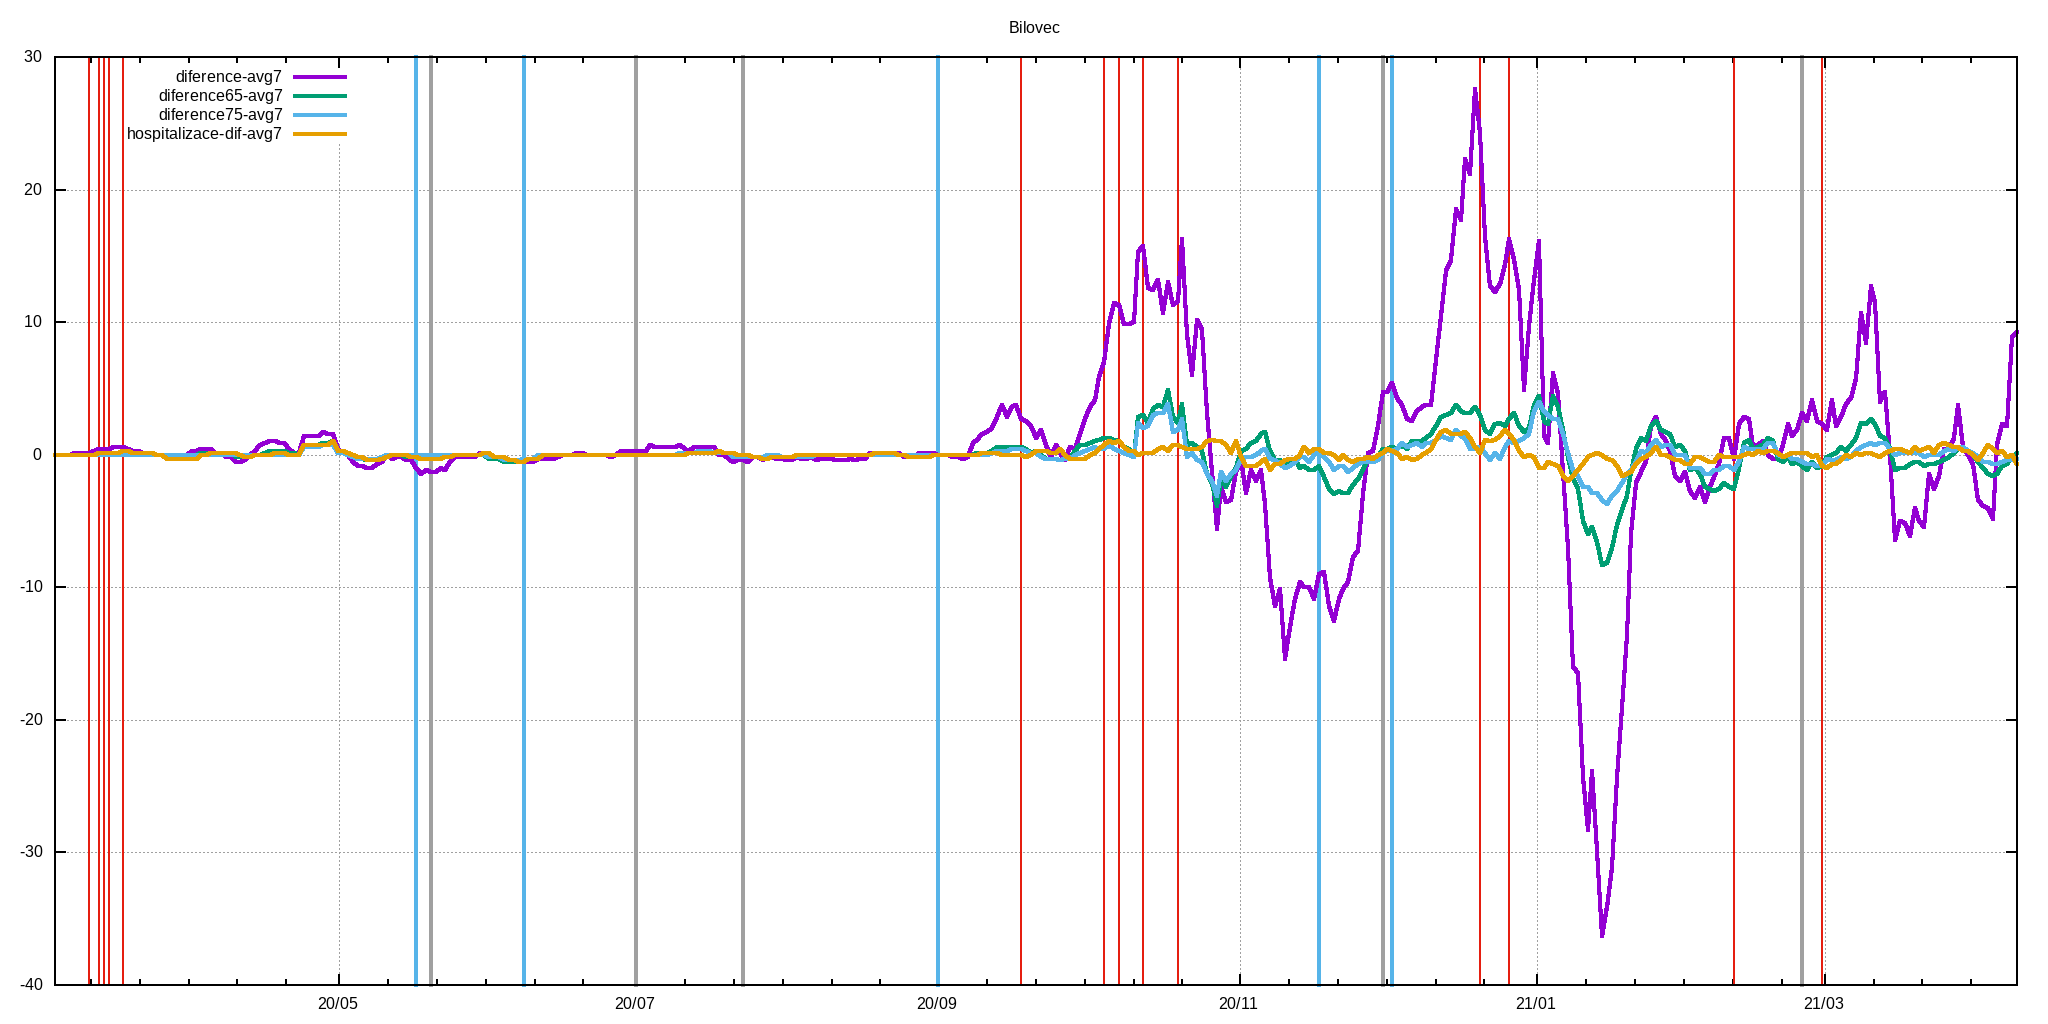 Bilovec
30
diference-avg7
diference65-avg7
diference75-avg7
hospitalizace-dif-avg7
20
10
0
-10
-20
-30
-40
20/05 20/07 20/09 20/11 21/01 21/03